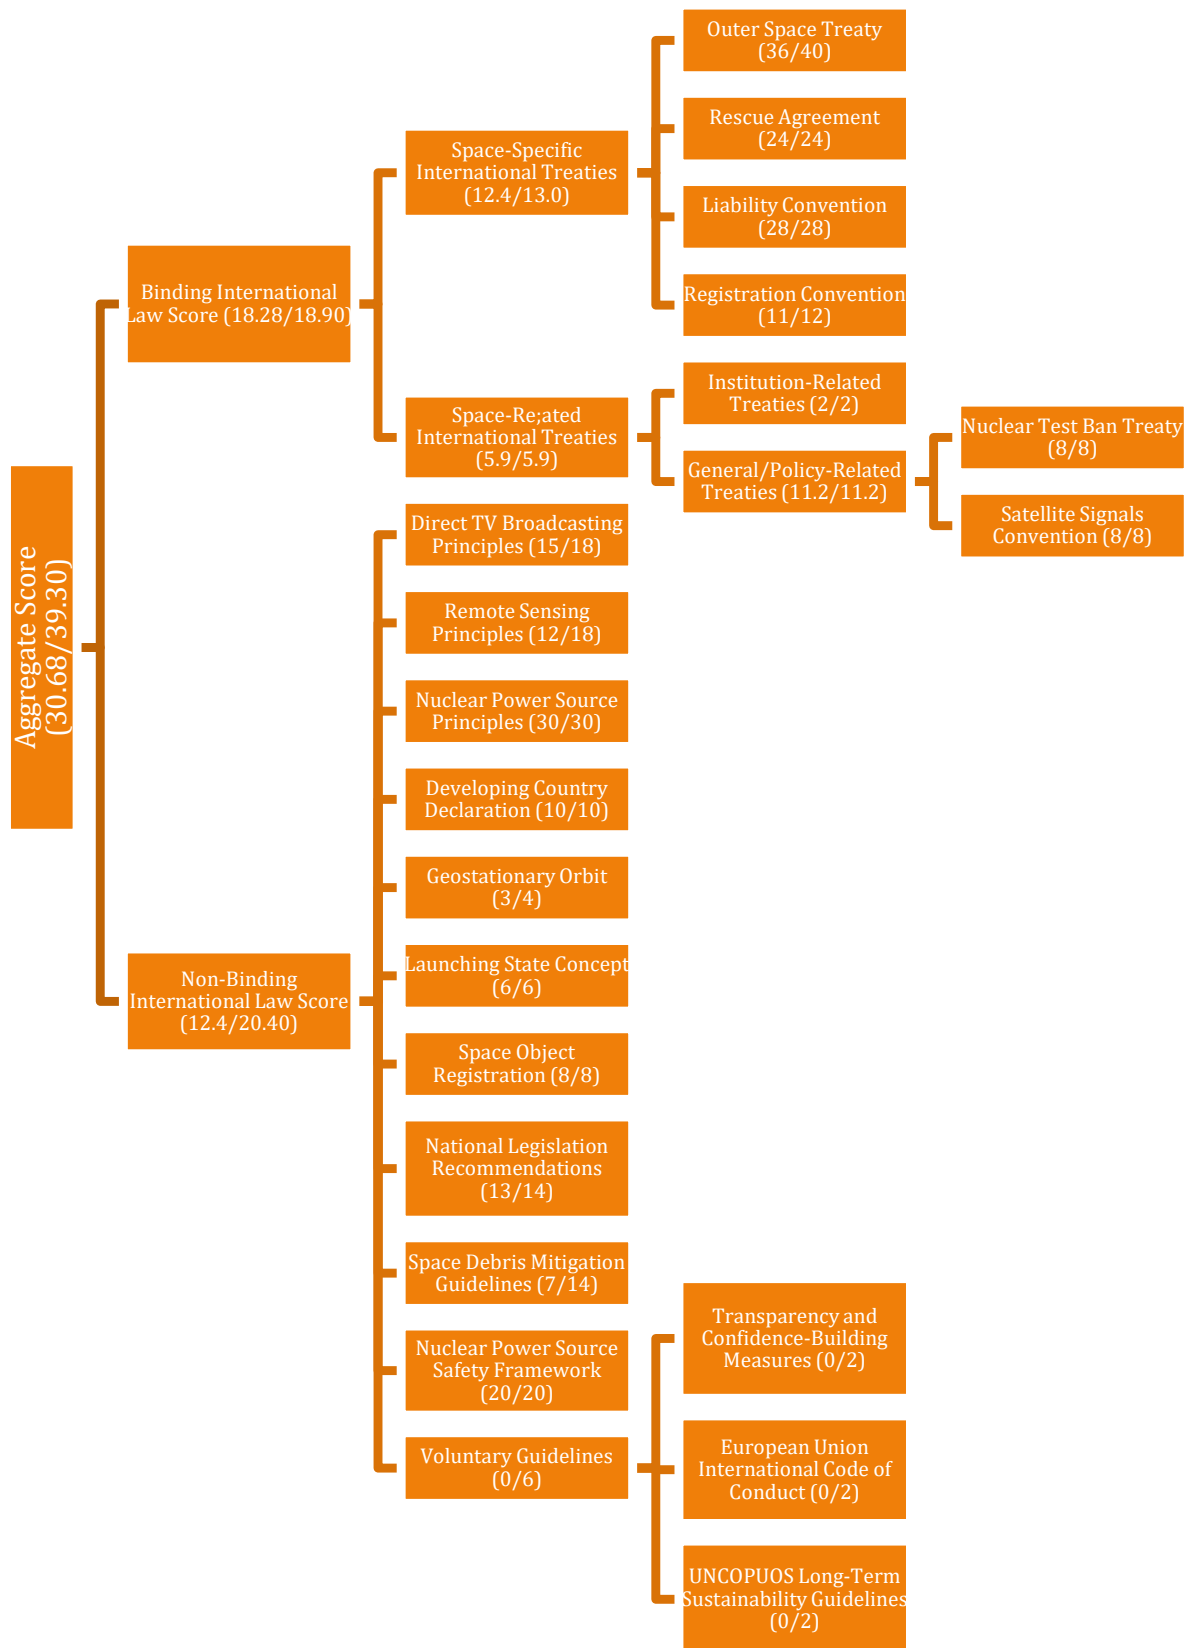 Aggregate Score
(30.68/39.30)
Binding International
Law Score (18.28/18.90)
Space-Specific
International Treaties
(12.4/13.0)
Outer Space Treaty
(36/40)
Rescue Agreement
(24/24)
Liability Convention
(28/28)
Registration Convention
(11/12)
Space-Re;ated
International Treaties
(5.9/5.9)
Institution-Related
Treaties (2/2)
General/Policy-Related
Treaties (11.2/11.2)
Nuclear Test Ban Treaty
(8/8)
Satellite Signals
Convention (8/8)
Non-Binding
International Law Score
(12.4/20.40)
Direct TV Broadcasting
Principles (15/18)
Remote Sensing
Principles (12/18)
Nuclear Power Source
Principles (30/30)
Developing Country
Declaration (10/10)
Geostationary Orbit
(3/4)
Launching State Concept
(6/6)
Space Object
Registration (8/8)
National Legislation
Recommendations
(13/14)
Space Debris Mitigation
Guidelines (7/14)
Nuclear Power Source
Safety Framework
(20/20)
Voluntary Guidelines
(0/6)
Transparency and
Confidence-Building
Measures (0/2)
European Union
International Code of
Conduct (0/2)
UNCOPUOS Long-Term
Sustainability Guidelines
(0/2)